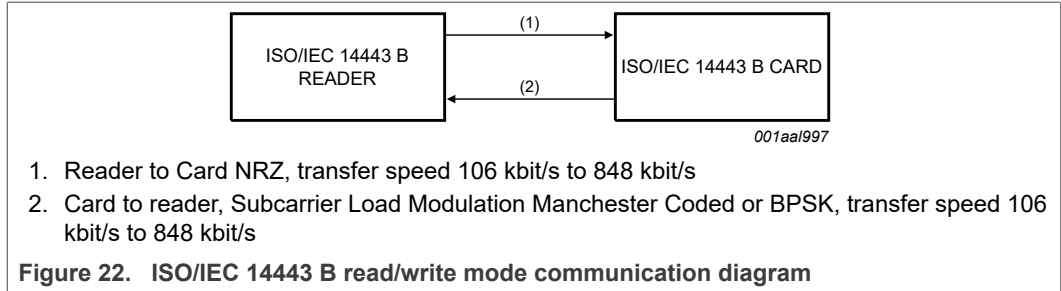 (1)
ISO/IEC 14443 B
READER
ISO/IEC 14443 B CARD
(2)
001aal997
1. Reader to Card NRZ, transfer speed 106 kbit/s to 848 kbit/s
2. Card to reader, Subcarrier Load Modulation Manchester Coded or BPSK, transfer speed 106
kbit/s to 848 kbit/s
Figure 22. ISO/IEC 14443 B read/write mode communication diagram